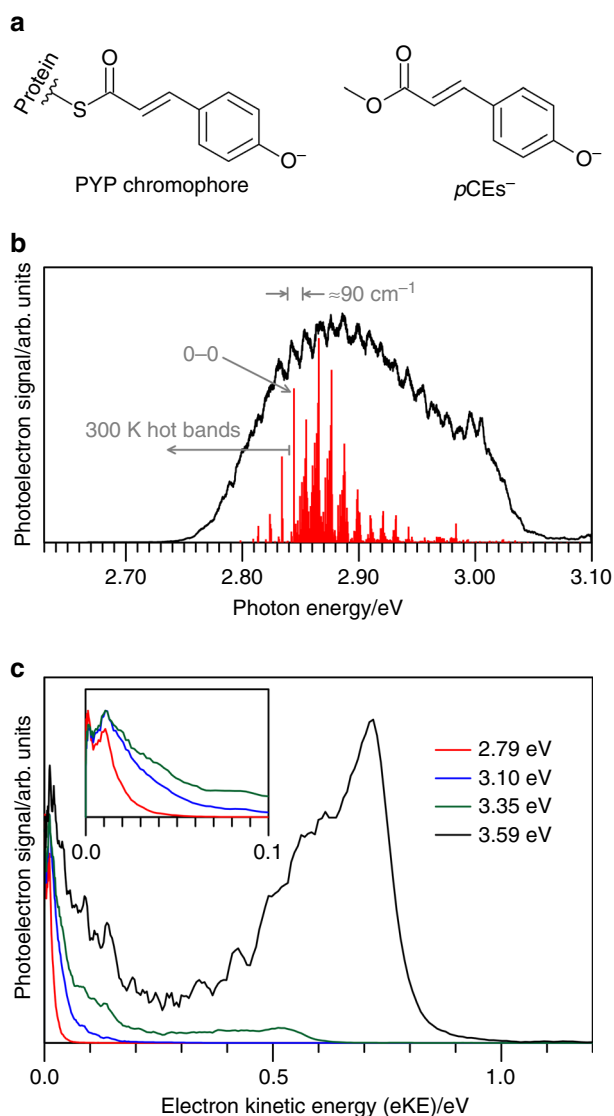 a
Protein
S
O
O⁻
PYP chromophore
O
O
O⁻
pCEs⁻
b
Photoelectron signal/arb. units
≈90 cm⁻¹
0–0
300 K hot bands
2.70 2.80 2.90 3.00 3.10
Photon energy/eV
c
Photoelectron signal/arb. units
0.0 0.1
2.79 eV
3.10 eV
3.35 eV
3.59 eV
0.0 0.5 1.0
Electron kinetic energy (eKE)/eV